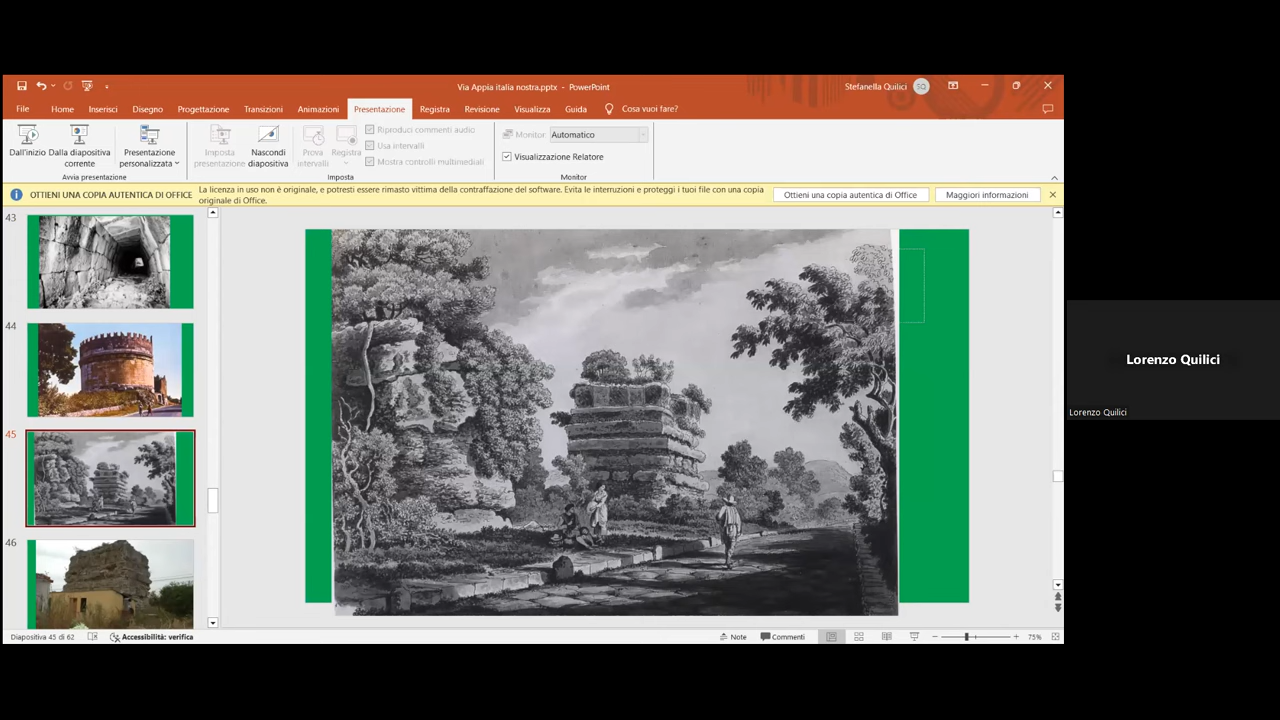 Via Appia italia nostra.pptx - PowerPoint
Stefanella Quilici
SQ
File Home Inserisci Disegno Progettazione Transizioni Animazioni Presentazione Registra Revisione Visualizza Guida Cosa vuoi fare?
Dall'inizio
Dalla diapositiva corrente
Presentazione personalizzata
Avvia presentazione
Imposta presentazione
Nascondi diapositiva
Prova intervalli
Registra
Riproduci commenti audio
Usa intervalli
Mostra controlli multimediali
Imposta
Monitor: Automatico
Visualizzazione Relatore
Monitor
OTTIENI UNA COPIA AUTENTICA DI OFFICE
La licenza in uso non è originale, e potresti essere rimasto vittima della contraffazione del software. Evita le interruzioni e proteggi i tuoi file con una copia
originale di Office.
Ottieni una copia autentica di Office
Maggiori informazioni
43
44
45
46
Lorenzo Quilici
Lorenzo Quilici
Diapositiva 45 di 62
Accessibilità: verifica
Note
Commenti
75%